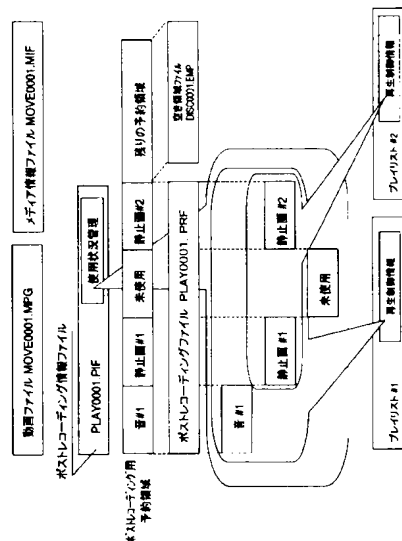 動画ファイル MOVE0001.MPG
メディア情報ファイル MOVE0001.MIF
ポストレコーディング情報ファイル
PLAY0001.PIF
使用状況管理
ポストレコーディング用
予約領域
音#1
静止画#1
未使用
静止画#2
残りの予約領域
ポストレコーディングファイル PLAY0001. PRF
空き領域ファイル
DISC0001.EMP
音 #1
静止画 #1
未使用
静止画 #2
再生制御情報
プレイリスト #1
再生制御情報
プレイリスト #2